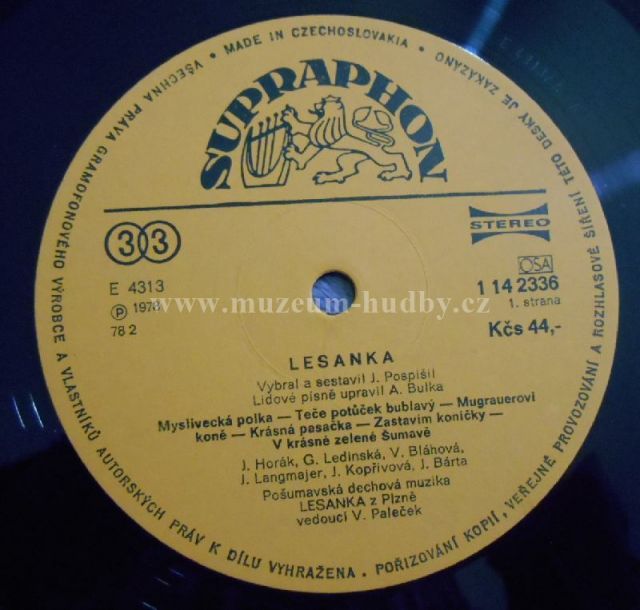 VŠECHNA PRÁVA GRAMOFONOVÉHO VÝROBCE A VLASTNÍKŮ AUTORSKÝCH PRÁV K DÍLU VYHRAŽENA • POŘIZOVÁNÍ KOPIÍ, VEŘEJNÉ PROVOZOVÁNÍ A ROZHLASOVÉ ŠÍŘENÍ TÉTO DESKY JE ZAKÁZÁNO • MADE IN CZECHOSLOVAKIA •
SUPRAPHON
33
STEREO
E 4313
OSA
Ⓟ 1978
1 14 2336
78 2
1. strana
www.muzeum-hudby.cz
Kčs 44,-
LESANKA
Vybral a sestavil J. Pospíšil
Lidové písně upravil A. Bulka
Myslivecká polka — Teče potůček bublavý — Mugrauerovi
koně — Krásná pasačka — Zastavím koníčky —
V krásné zelené Šumavě
J. Horák, G. Ledinská, V. Bláhová,
J. Langmajer, J. Kopřivová, J. Bárta
Pošumavská dechová muzika
LESANKA z Plzně
vedoucí V. Paleček